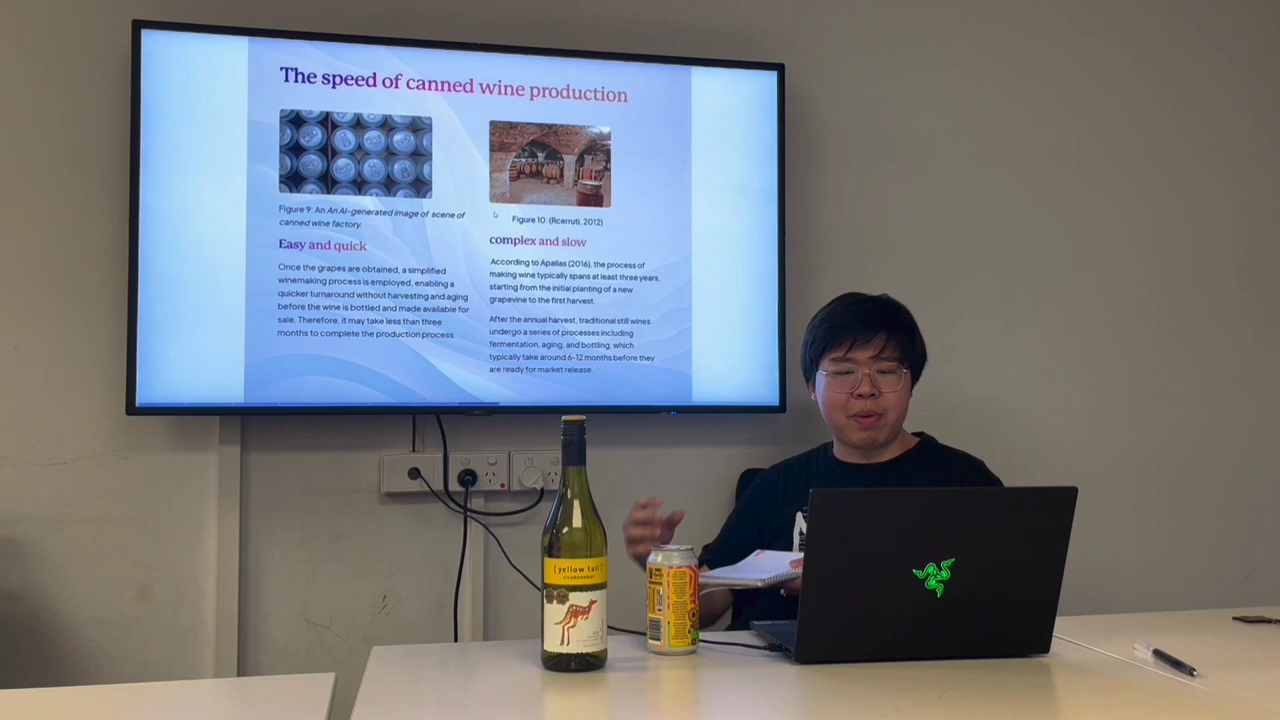 The speed of canned wine production
Figure 9: An An AI-generated image of scene of
canned wine factory.
Easy and quick
Once the grapes are obtained, a simplified
winemaking process is employed, enabling a
quicker turnaround without harvesting and aging
before the wine is bottled and made available for
sale. Therefore, it may take less than three
months to complete the production process.
Figure 10: (Rcerruti, 2012)
complex and slow
According to Apallas (2016), the process of
making wine typically spans at least three years,
starting from the initial planting of a new
grapevine to the first harvest.
After the annual harvest, traditional still wines
undergo a series of processes including
fermentation, aging, and bottling, which
typically take around 6-12 months before they
are ready for market release.
[yellow tail]
CHARDONNAY